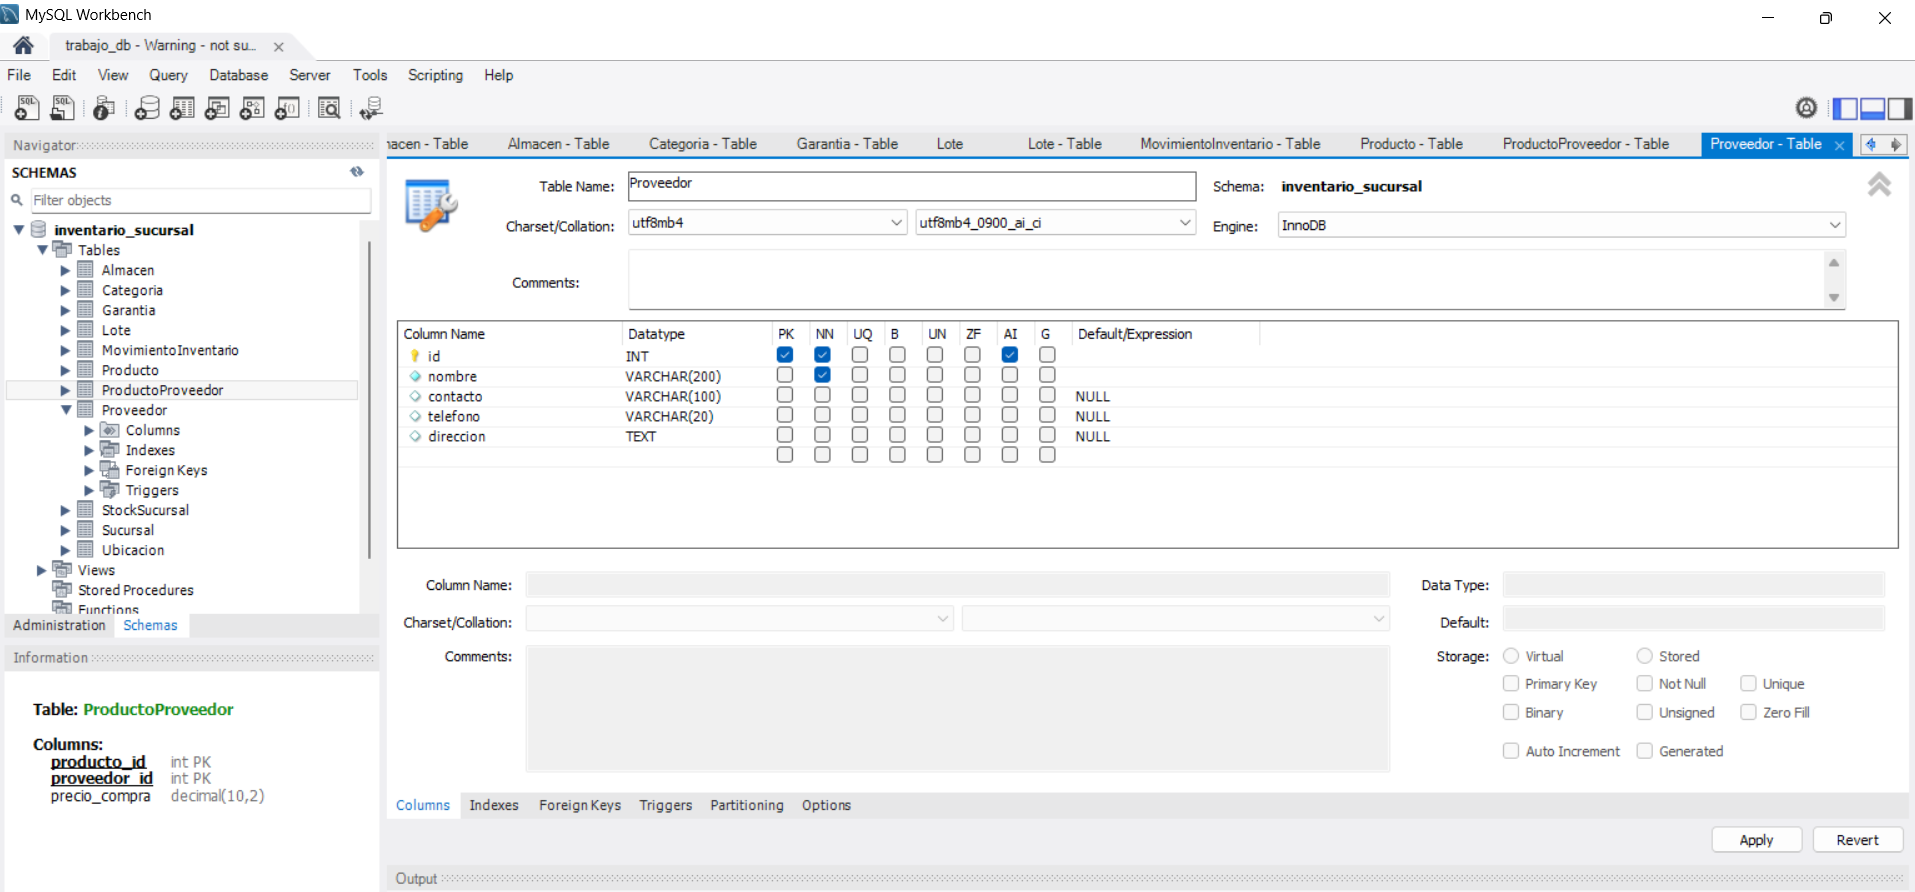 MySQL Workbench
trabajo_db - Warning - not su...
File Edit View Query Database Server Tools Scripting Help
Navigator
SCHEMAS
Filter objects
inventario_sucursal
Tables
Almacen
Categoria
Garantia
Lote
MovimientoInventario
Producto
ProductoProveedor
Proveedor
Columns
Indexes
Foreign Keys
Triggers
StockSucursal
Sucursal
Ubicacion
Views
Stored Procedures
Functions
Administration Schemas
Information
Table: ProductoProveedor
Columns:
producto_id int PK
proveedor_id int PK
precio_compra decimal(10,2)
macen - Table Almacen - Table Categoria - Table Garantia - Table Lote Lote - Table MovimientoInventario - Table Producto - Table ProductoProveedor - Table Proveedor - Table
Table Name: Proveedor Schema: inventario_sucursal
Charset/Collation: utf8mb4 utf8mb4_0900_ai_ci Engine: InnoDB
Comments:
Column Name Datatype PK NN UQ B UN ZF AI G Default/Expression
id INT
nombre VARCHAR(200)
contacto VARCHAR(100) NULL
telefono VARCHAR(20) NULL
direccion TEXT NULL
Column Name: Data Type:
Charset/Collation: Default:
Comments: Storage: Virtual Stored
Primary Key Not Null Unique
Binary Unsigned Zero Fill
Auto Increment Generated
Columns Indexes Foreign Keys Triggers Partitioning Options
Apply Revert
Output